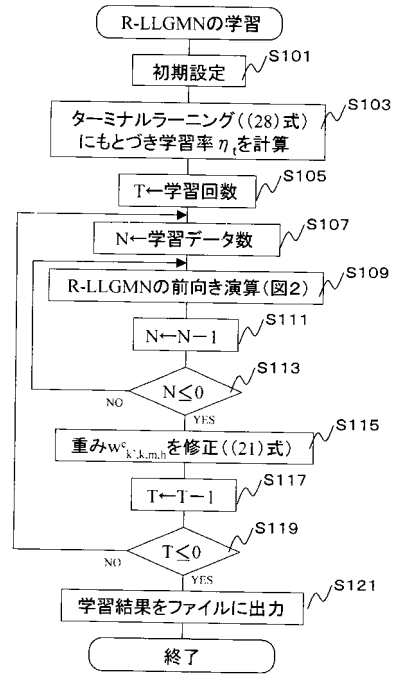 R-LLGMNの学習
S101
初期設定
S103
ターミナルラーニング((28)式)
にもとづき学習率ηtを計算
S105
T←学習回数
S107
N←学習データ数
S109
R-LLGMNの前向き演算(図2)
S111
N←N−1
S113
N≦0
NO
YES
S115
重みwᶜk',k,m,hを修正((21)式)
S117
T←T−1
S119
T≦0
NO
YES
S121
学習結果をファイルに出力
終了